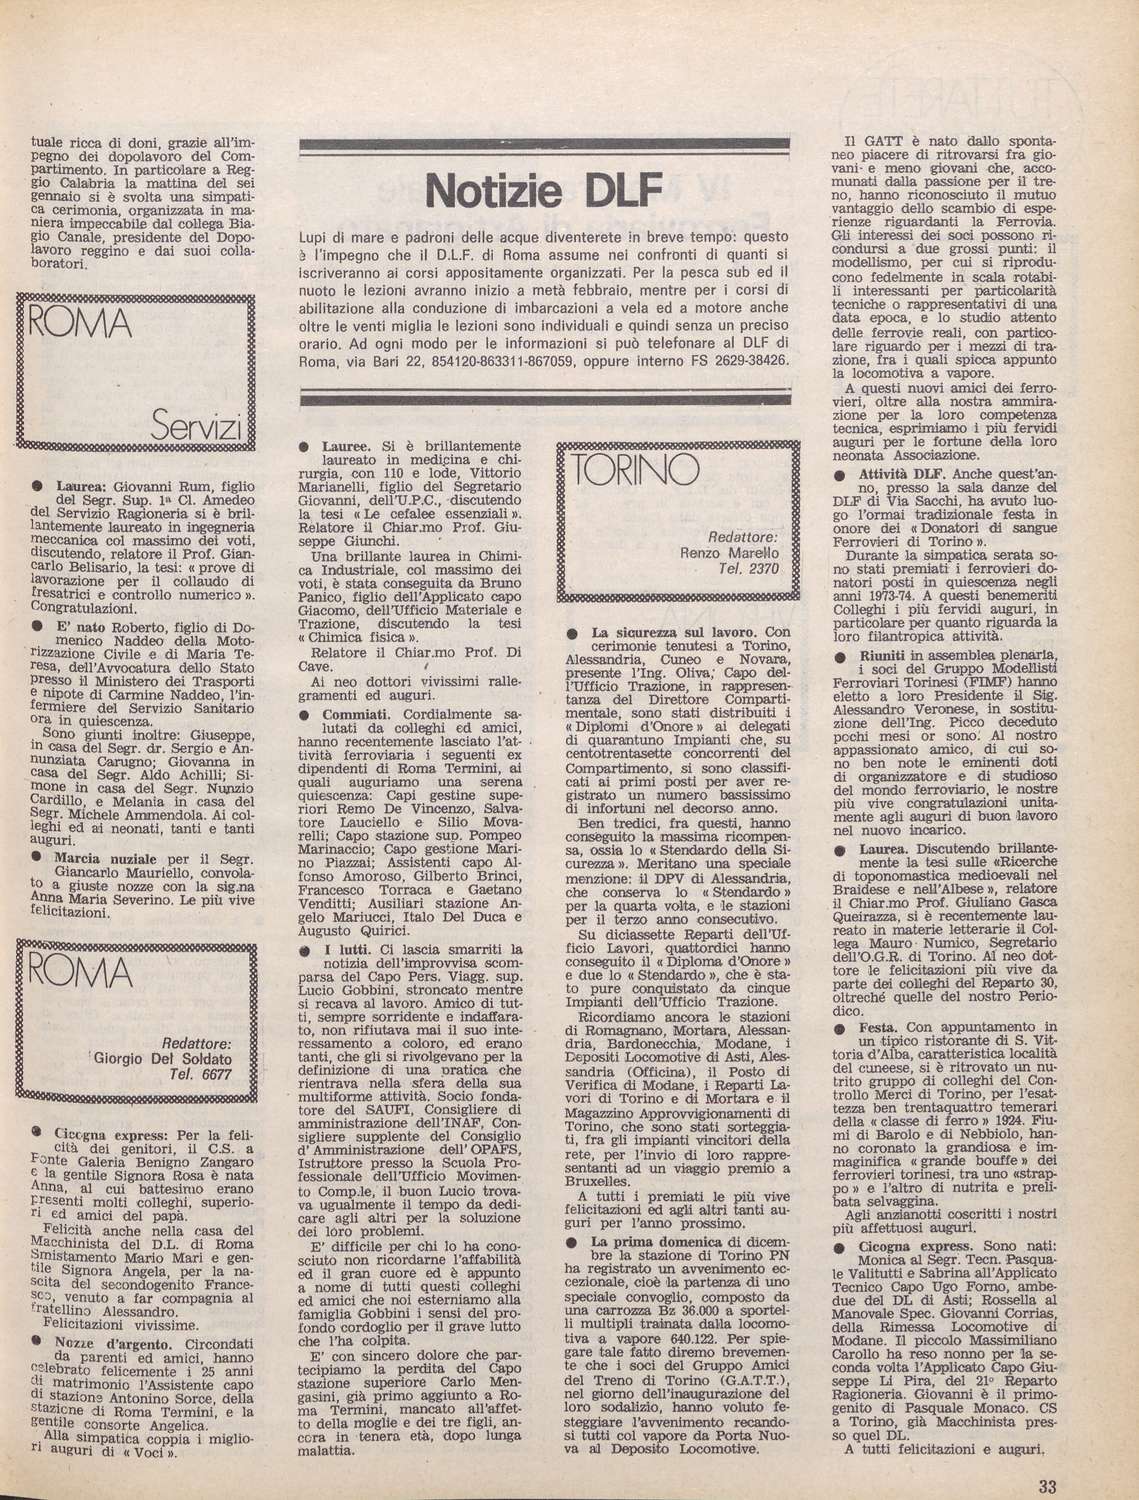 tuale ricca di doni, grazie all'im-
pegno dei dopolavoro del Com-
partimento. In particolare a Reg-
gio Calabria la mattina del sei
gennaio si è svolta una simpati-
ca cerimonia, organizzata in ma-
niera impeccabile dal collega Bia-
gio Canale, presidente del Dopo-
lavoro reggino e dai suoi colla-
boratori.
ROMA
Servizi
● Laurea: Giovanni Rum, figlio
del Segr. Sup. 1ª Cl. Amedeo
del Servizio Ragioneria si è bril-
lantemente laureato in ingegneria
meccanica col massimo dei voti,
discutendo, relatore il Prof. Gian-
carlo Belisario, la tesi: « prove di
lavorazione per il collaudo di
fresatrici e controllo numerico ».
Congratulazioni.
● E' nato Roberto, figlio di Do-
menico Naddeo della Moto-
rizzazione Civile e di Maria Te-
resa, dell'Avvocatura dello Stato
presso il Ministero dei Trasporti
e nipote di Carmine Naddeo, l'in-
fermiere del Servizio Sanitario
ora in quiescenza.
Sono giunti inoltre: Giuseppe,
in casa del Segr. dr. Sergio e An-
nunziata Carugno; Giovanna in
casa del Segr. Aldo Achilli; Si-
mone in casa del Segr. Nunzio
Cardillo, e Melania in casa del
Segr. Michele Ammendola. Ai col-
leghi ed ai neonati, tanti e tanti
auguri.
● Marcia nuziale per il Segr.
Giancarlo Mauriello, convola-
to a giuste nozze con la sig.na
Anna Maria Severino. Le più vive
felicitazioni.
ROMA
Redattore:
Giorgio Del Soldato
Tel. 6677
● Cicogna express: Per la feli-
cità dei genitori, il C.S. a
Fonte Galeria Benigno Zangaro
e la gentile Signora Rosa è nata
Anna, al cui battesimo erano
presenti molti colleghi, superio-
ri ed amici del papà.
Felicità anche nella casa del
Macchinista del D.L. di Roma
Smistamento Mario Mari e gen-
tile Signora Angela, per la na-
scita del secondogenito France-
sco, venuto a far compagnia al
fratellino Alessandro.
Felicitazioni vivissime.
● Nozze d'argento. Circondati
da parenti ed amici, hanno
celebrato felicemente i 25 anni
di matrimonio l'Assistente capo
di stazione Antonino Sorce, della
stazione di Roma Termini, e la
gentile consorte Angelica.
Alla simpatica coppia i miglio-
ri auguri di « Voci ».
Notizie DLF
Lupi di mare e padroni delle acque diventerete in breve tempo: questo
è l'impegno che il D.L.F. di Roma assume nei confronti di quanti si
iscriveranno ai corsi appositamente organizzati. Per la pesca sub ed il
nuoto le lezioni avranno inizio a metà febbraio, mentre per i corsi di
abilitazione alla conduzione di imbarcazioni a vela ed a motore anche
oltre le venti miglia le lezioni sono individuali e quindi senza un preciso
orario. Ad ogni modo per le informazioni si può telefonare al DLF di
Roma, via Bari 22, 854120-863311-867059, oppure interno FS 2629-38426.
● Lauree. Si è brillantemente
laureato in medicina e chi-
rurgia, con 110 e lode, Vittorio
Marianelli, figlio del Segretario
Giovanni, dell'U.P.C., discutendo
la tesi « Le cefalee essenziali ».
Relatore il Chiar.mo Prof. Giu-
seppe Giunchi.
Una brillante laurea in Chimi-
ca Industriale, col massimo dei
voti, è stata conseguita da Bruno
Panico, figlio dell'Applicato capo
Giacomo, dell'Ufficio Materiale e
Trazione, discutendo la tesi
« Chimica fisica ».
Relatore il Chiar.mo Prof. Di
Cave.
Ai neo dottori vivissimi ralle-
gramenti ed auguri.
● Commiati. Cordialmente sa-
lutati da colleghi ed amici,
hanno recentemente lasciato l'at-
tività ferroviaria i seguenti ex
dipendenti di Roma Termini, ai
quali auguriamo una serena
quiescenza: Capi gestine supe-
riori Remo De Vincenzo, Salva-
tore Lauciello e Silio Mova-
relli; Capo stazione sup. Pompeo
Marinaccio; Capo gestione Mari-
no Piazzai; Assistenti capo Al-
fonso Amoroso, Gilberto Brinci,
Francesco Torraca e Gaetano
Venditti; Ausiliari stazione An-
gelo Mariucci, Italo Del Duca e
Augusto Quirici.
● I lutti. Ci lascia smarriti la
notizia dell'improvvisa scom-
parsa del Capo Pers. Viagg. sup.
Lucio Gobbini, stroncato mentre
si recava al lavoro. Amico di tut-
ti, sempre sorridente e indaffara-
to, non rifiutava mai il suo inte-
ressamento a coloro, ed erano
tanti, che gli si rivolgevano per la
definizione di una pratica che
rientrava nella sfera della sua
multiforme attività. Socio fonda-
tore del SAUFI, Consigliere di
amministrazione dell'INAF, Con-
sigliere supplente del Consiglio
d'Amministrazione dell'OPAFS,
Istruttore presso la Scuola Pro-
fessionale dell'Ufficio Movimen-
to Comp.le, il buon Lucio trova-
va ugualmente il tempo da dedi-
care agli altri per la soluzione
dei loro problemi.
E' difficile per chi lo ha cono-
sciuto non ricordarne l'affabilità
ed il gran cuore ed è appunto
a nome di tutti questi colleghi
ed amici che noi esterniamo alla
famiglia Gobbini i sensi del pro-
fondo cordoglio per il grave lutto
che l'ha colpita.
E' con sincero dolore che par-
tecipiamo la perdita del Capo
stazione superiore Carlo Men-
gasini, già primo aggiunto a Ro-
ma Termini, mancato all'affet-
to della moglie e dei tre figli, an-
cora in tenera età, dopo lunga
malattia.
TORINO
Redattore:
Renzo Marello
Tel. 2370
● La sicurezza sul lavoro. Con
cerimonie tenutesi a Torino,
Alessandria, Cuneo e Novara,
presente l'Ing. Oliva, Capo del-
l'Ufficio Trazione, in rappresen-
tanza del Direttore Comparti-
mentale, sono stati distribuiti i
« Diplomi d'Onore » ai delegati
di quarantuno Impianti che, su
centotrentasette concorrenti del
Compartimento, si sono classifi-
cati ai primi posti per aver re-
gistrato un numero bassissimo
di infortuni nel decorso anno.
Ben tredici, fra questi, hanno
conseguito la massima ricompen-
sa, ossia lo « Stendardo della Si-
curezza ». Meritano una speciale
menzione: il DPV di Alessandria,
che conserva lo « Stendardo »
per la quarta volta, e le stazioni
per il terzo anno consecutivo.
Su diciassette Reparti dell'Uf-
ficio Lavori, quattordici hanno
conseguito il « Diploma d'Onore »
e due lo « Stendardo », che è sta-
to pure conquistato da cinque
Impianti dell'Ufficio Trazione.
Ricordiamo ancora le stazioni
di Romagnano, Mortara, Alessan-
dria, Bardonecchia, Modane, i
Depositi Locomotive di Asti, Ales-
sandria (Officina), il Posto di
Verifica di Modane, i Reparti La-
vori di Torino e di Mortara e il
Magazzino Approvvigionamenti di
Torino, che sono stati sorteggia-
ti, fra gli impianti vincitori della
rete, per l'invio di loro rappre-
sentanti ad un viaggio premio a
Bruxelles.
A tutti i premiati le più vive
felicitazioni ed agli altri tanti au-
guri per l'anno prossimo.
● La prima domenica di dicem-
bre la stazione di Torino PN
ha registrato un avvenimento ec-
cezionale, cioè la partenza di uno
speciale convoglio, composto da
una carrozza Bz 36.000 a sportel-
li multipli trainata dalla locomo-
tiva a vapore 640.122. Per spie-
gare tale fatto diremo brevemen-
te che i soci del Gruppo Amici
del Treno di Torino (G.A.T.T.),
nel giorno dell'inaugurazione del
loro sodalizio, hanno voluto fe-
steggiare l'avvenimento recando-
si tutti col vapore da Porta Nuo-
va al Deposito Locomotive.
Il GATT è nato dallo sponta-
neo piacere di ritrovarsi fra gio-
vani e meno giovani che, acco-
munati dalla passione per il tre-
no, hanno riconosciuto il mutuo
vantaggio dello scambio di espe-
rienze riguardanti la Ferrovia.
Gli interessi dei soci possono ri-
condursi a due grossi punti: il
modellismo, per cui si riprodu-
cono fedelmente in scala rotabi-
li interessanti per particolarità
tecniche o rappresentativi di una
data epoca, e lo studio attento
delle ferrovie reali, con partico-
lare riguardo per i mezzi di tra-
zione, fra i quali spicca appunto
la locomotiva a vapore.
A questi nuovi amici dei ferro-
vieri, oltre alla nostra ammira-
zione per la loro competenza
tecnica, esprimiamo i più fervidi
auguri per le fortune della loro
neonata Associazione.
● Attività DLF. Anche quest'an-
no, presso la sala danze del
DLF di Via Sacchi, ha avuto luo-
go l'ormai tradizionale festa in
onore dei « Donatori di sangue
Ferrovieri di Torino ».
Durante la simpatica serata so-
no stati premiati i ferrovieri do-
natori posti in quiescenza negli
anni 1973-74. A questi benemeriti
Colleghi i più fervidi auguri, in
particolare per quanto riguarda la
loro filantropica attività.
● Riuniti in assemblea plenaria,
i soci del Gruppo Modellisti
Ferroviari Torinesi (FIMF) hanno
eletto a loro Presidente il Sig.
Alessandro Veronese, in sostitu-
zione dell'Ing. Picco deceduto
pochi mesi or sono. Al nostro
appassionato amico, di cui so-
no ben note le eminenti doti
di organizzatore e di studioso
del mondo ferroviario, le nostre
più vive congratulazioni unita-
mente agli auguri di buon lavoro
nel nuovo incarico.
● Laurea. Discutendo brillante-
mente la tesi sulle «Ricerche
di toponomastica medioevali nel
Braidese e nell'Albese », relatore
il Chiar.mo Prof. Giuliano Gasca
Queirazza, si è recentemente lau-
reato in materie letterarie il Col-
lega Mauro Numico, Segretario
dell'O.G.R. di Torino. Al neo dot-
tore le felicitazioni più vive da
parte dei colleghi del Reparto 30,
oltreché quelle del nostro Perio-
dico.
● Festa. Con appuntamento in
un tipico ristorante di S. Vit-
toria d'Alba, caratteristica località
del cuneese, si è ritrovato un nu-
trito gruppo di colleghi del Con-
trollo Merci di Torino, per l'esat-
tezza ben trentaquattro temerari
della « classe di ferro » 1924. Fiu-
mi di Barolo e di Nebbiolo, han-
no coronato la grandiosa e im-
maginifica « grande bouffe » dei
ferrovieri torinesi, tra uno «strap-
po » e l'altro di nutrita e preli-
bata selvaggina.
Agli anzianotti coscritti i nostri
più affettuosi auguri.
● Cicogna express. Sono nati:
Monica al Segr. Tecn. Pasqua-
le Valitutti e Sabrina all'Applicato
Tecnico Capo Ugo Forno, ambe-
due del DL di Asti; Rossella al
Manovale Spec. Giovanni Corrias,
della Rimessa Locomotive di
Modane. Il piccolo Massimiliano
Carollo ha reso nonno per la se-
conda volta l'Applicato Capo Giu-
seppe Li Pira, del 21º Reparto
Ragioneria. Giovanni è il primo-
genito di Pasquale Monaco. CS
a Torino, già Macchinista pres-
so quel DL.
A tutti felicitazioni e auguri.
33